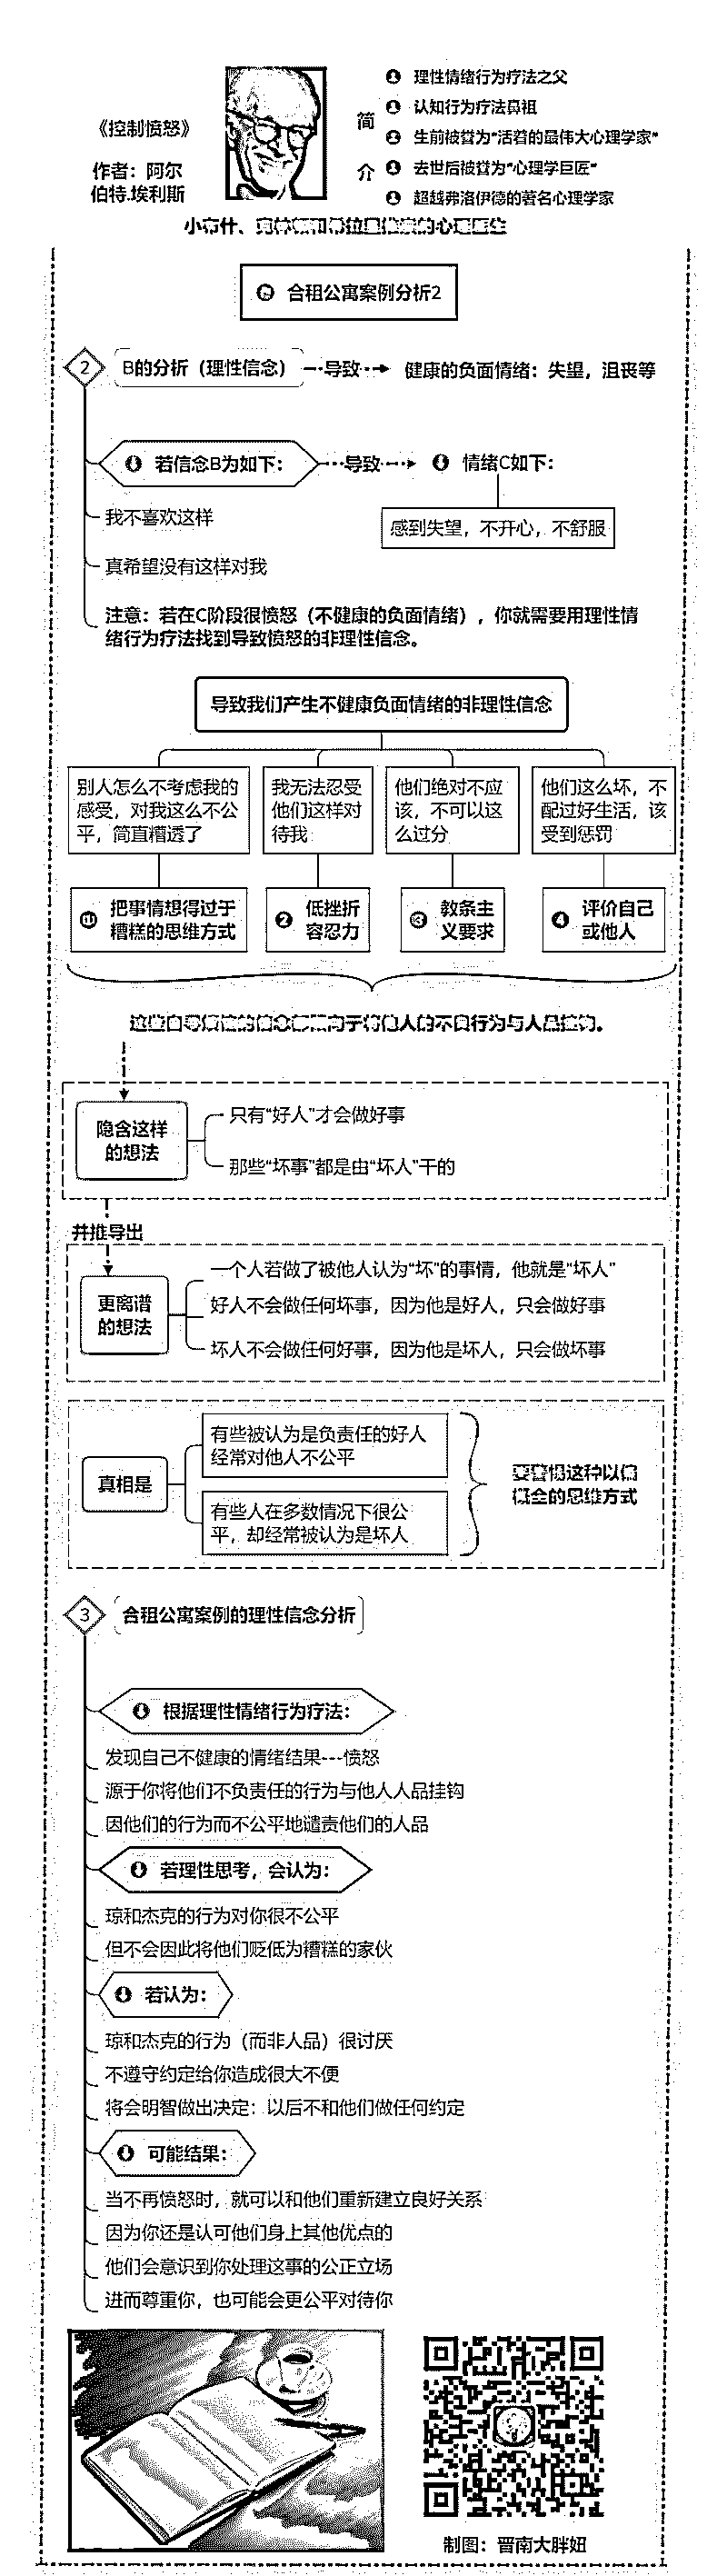 《控制愤怒》
作者：阿尔
伯特.埃利斯
简
介
理性情绪行为疗法之父
认知行为疗法鼻祖
生前被誉为“活着的最伟大心理学家”
去世后被誉为“心理学巨匠”
超越弗洛伊德的著名心理学家
小布什、克林顿和希拉里推崇的心理医生
合租公寓案例分析2
2
B的分析（理性信念）
导致
健康的负面情绪：失望，沮丧等
若信念B为如下：
导致
情绪C如下：
我不喜欢这样
感到失望，不开心，不舒服
真希望没有这样对我
注意：若在C阶段很愤怒（不健康的负面情绪），你就需要用理性情
绪行为疗法找到导致愤怒的非理性信念。
导致我们产生不健康负面情绪的非理性信念
别人怎么不考虑我的
感受，对我这么不公
平，简直糟透了
我无法忍受
他们这样对
待我
他们绝对不应
该，不可以这
么过分
他们这么坏，不
配过好生活，该
受到惩罚
1 把事情想得过于
糟糕的思维方式
2 低挫折
容忍力
3 教条主
义要求
4 评价自己
或他人
的信念都倾向于将他人的不良行为与人品挂钩。
隐含这样
的想法
只有“好人”才会做好事
那些“坏事”都是由“坏人”干的
并推导出
更离谱
的想法
一个人若做了被他人认为“坏”的事情，他就是“坏人”
好人不会做任何坏事，因为他是好人，只会做好事
坏人不会做任何好事，因为他是坏人，只会做坏事
真相是
有些被认为是负责任的好人
经常对他人不公平
有些人在多数情况下很公
平，却经常被认为是坏人
要警惕这种以偏
概全的思维方式
3
合租公寓案例的理性信念分析
根据理性情绪行为疗法：
发现自己不健康的情绪结果---愤怒
源于你将他们不负责任的行为与他人人品挂钩
因他们的行为而不公平地谴责他们的人品
若理性思考，会认为：
琼和杰克的行为对你很不公平
但不会因此将他们贬低为糟糕的家伙
若认为：
琼和杰克的行为（而非人品）很讨厌
不遵守约定给你造成很大不便
将会明智做出决定：以后不和他们做任何约定
可能结果：
当不再愤怒时，就可以和他们重新建立良好关系
因为你还是认可他们身上其他优点的
他们会意识到你处理这事的公正立场
进而尊重你，也可能会更公平对待你
制图：晋南大胖妞